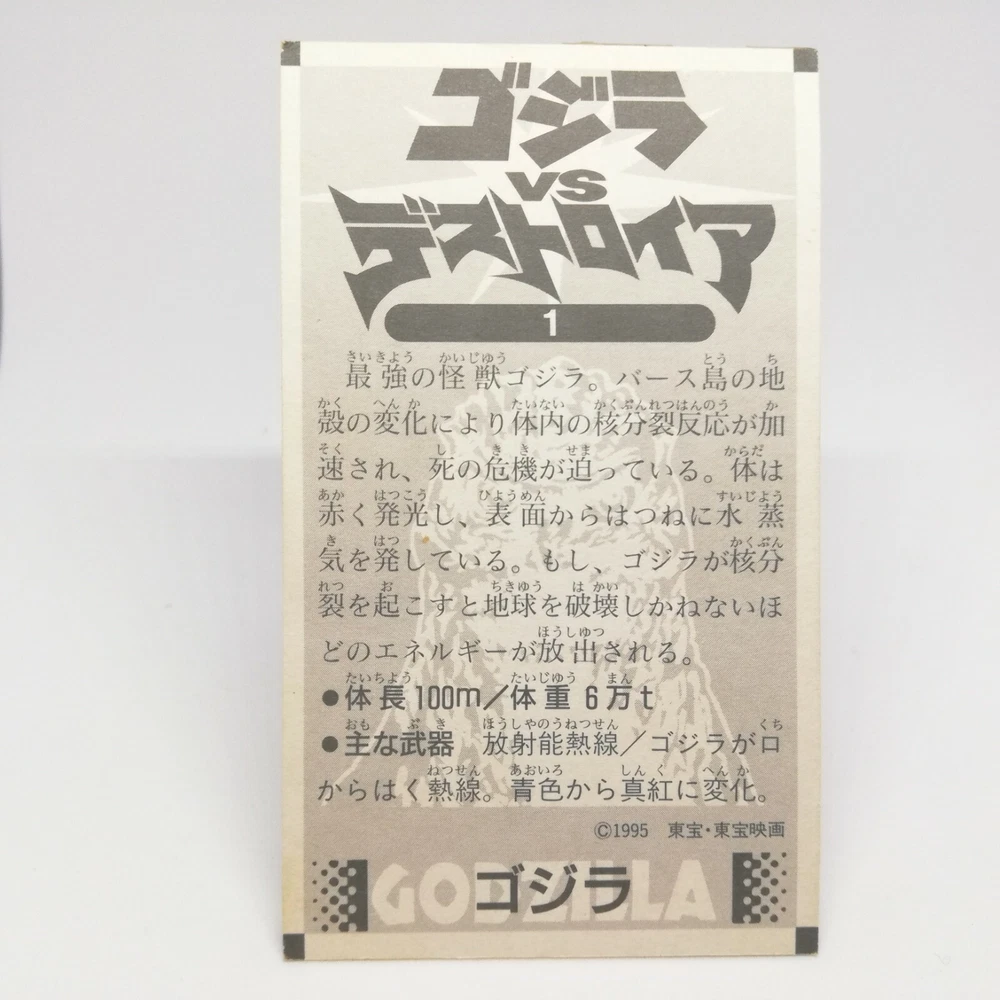 ゴジラ
VS
デストロイア
1
最強の怪獣ゴジラ。バース島の地
殻の変化により体内の核分裂反応が加
速され、死の危機が迫っている。体は
赤く発光し、表面からはつねに水蒸
気を発している。もし、ゴジラが核分
裂を起こすと地球を破壊しかねないほ
どのエネルギーが放出される。
●体長100m/体重6万t
●主な武器 放射能熱線/ゴジラが口
からはく熱線。青色から真紅に変化。
©1995 東宝・東宝映画
GODZILLA
ゴジラ